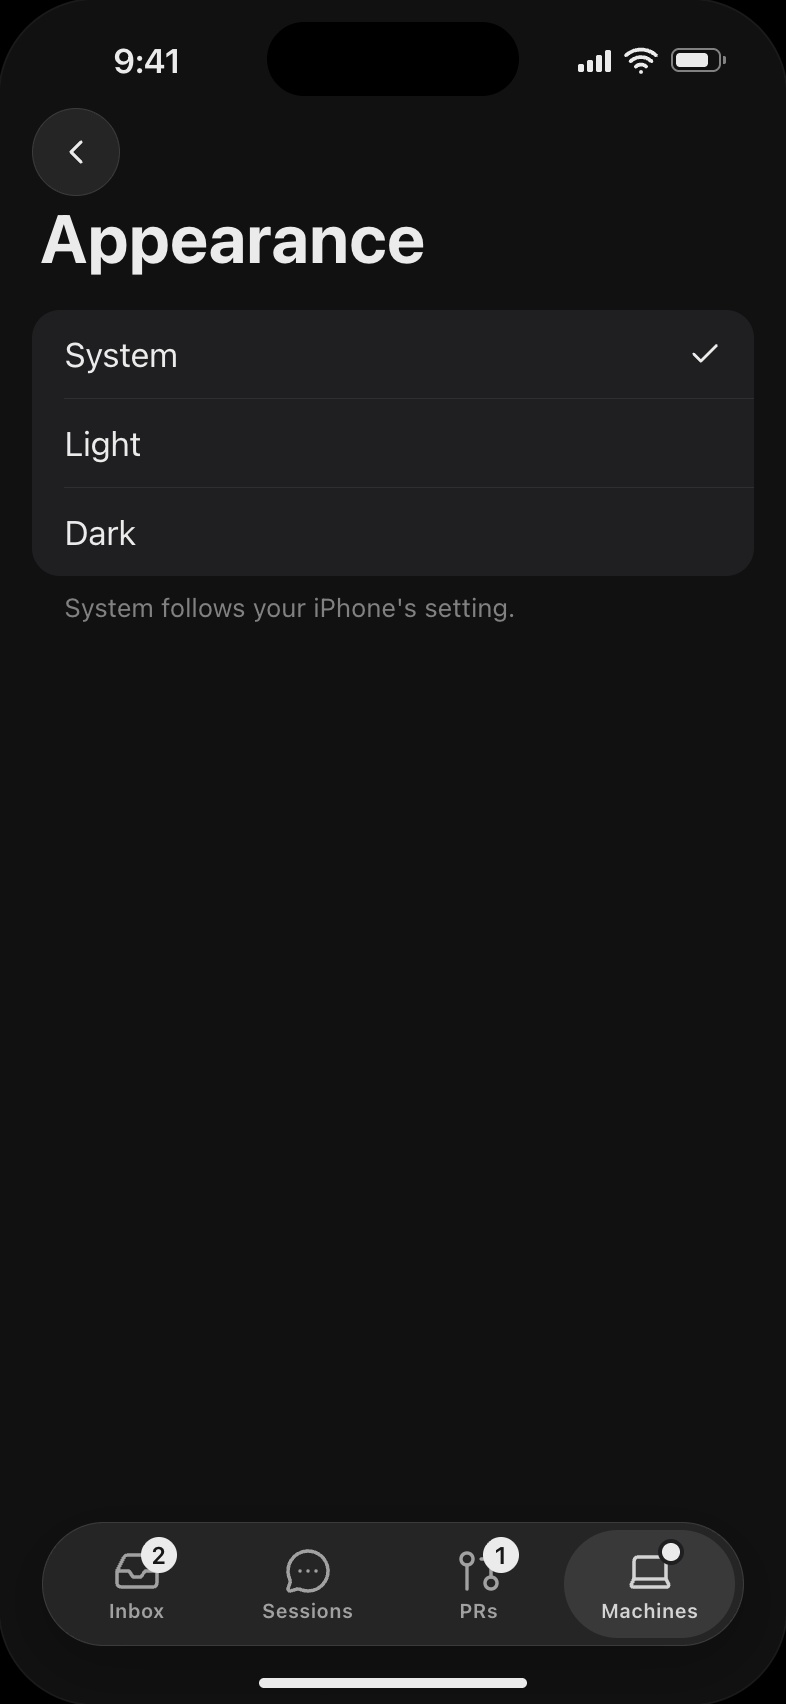 9:41
Appearance
System
Light
Dark
System follows your iPhone's setting.
2
1
Inbox
Sessions
PRs
Machines